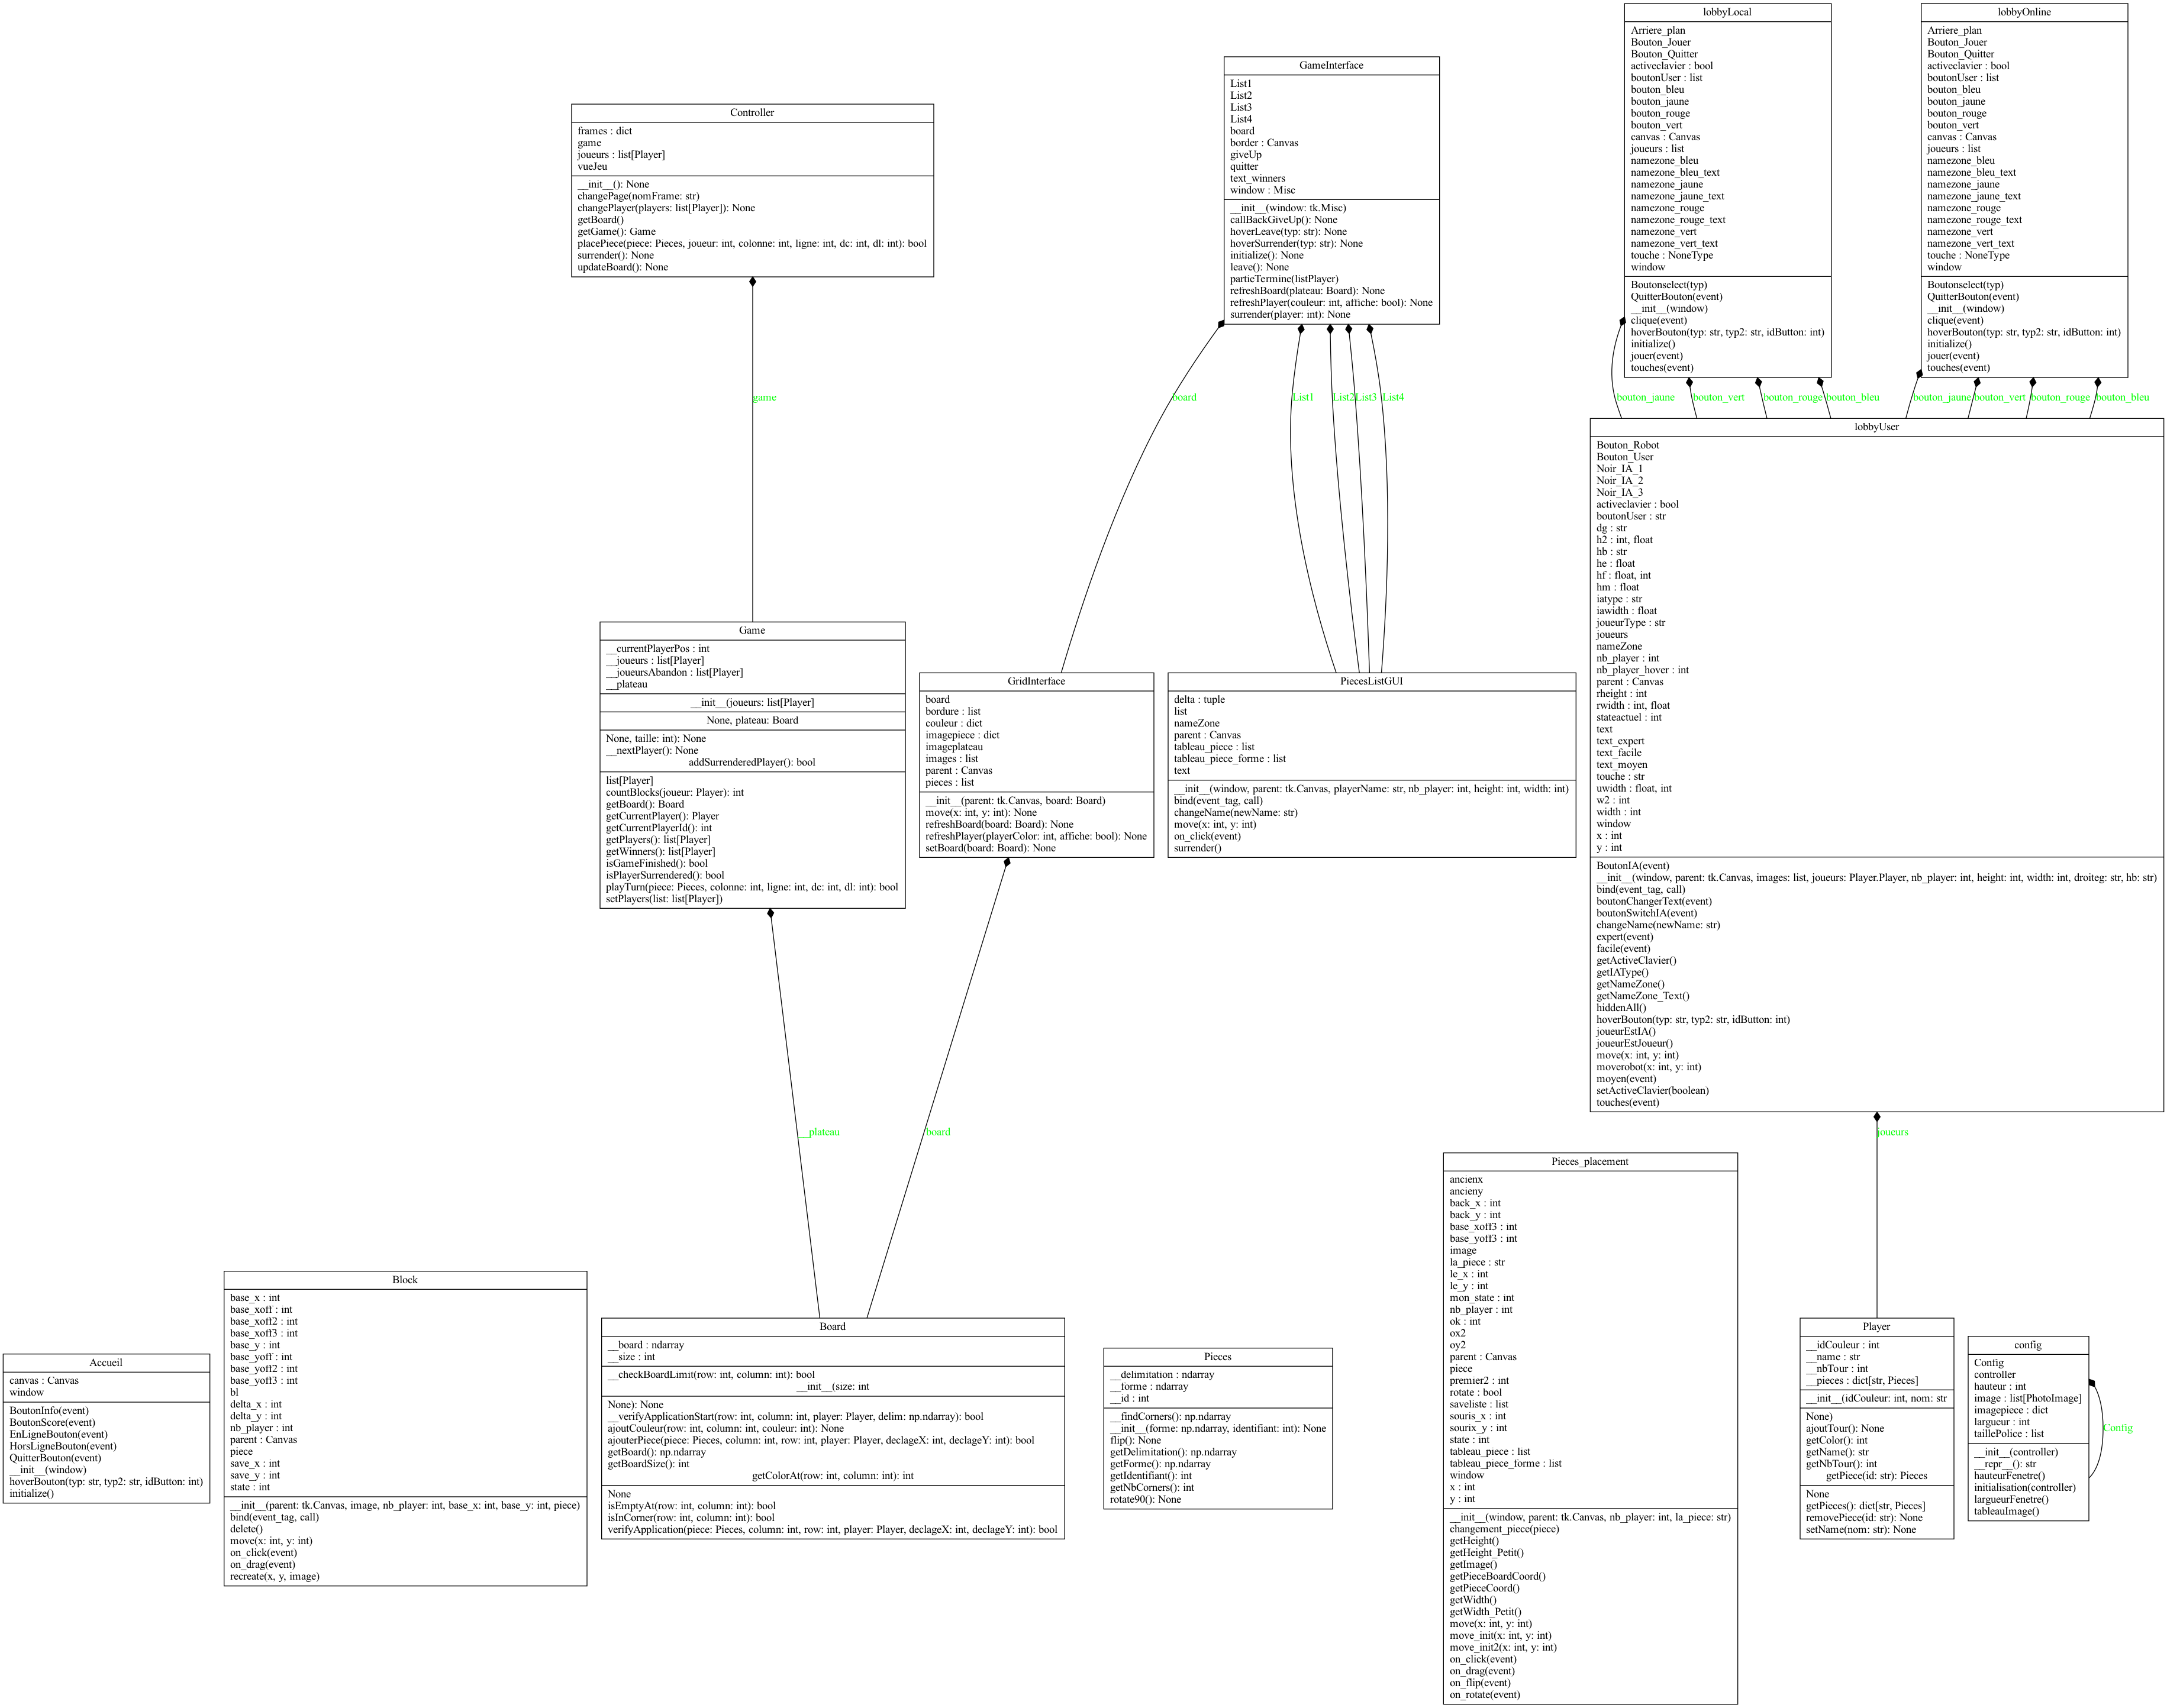 lobbyLocal
Arriere_plan
Bouton_Jouer
Bouton_Quitter
activeclavier : bool
boutonUser : list
bouton_bleu
bouton_jaune
bouton_rouge
bouton_vert
canvas : Canvas
joueurs : list
namezone_bleu
namezone_bleu_text
namezone_jaune
namezone_jaune_text
namezone_rouge
namezone_rouge_text
namezone_vert
namezone_vert_text
touche : NoneType
window
Boutonselect(typ)
QuitterBouton(event)
__init__(window)
clique(event)
hoverBouton(typ: str, typ2: str, idButton: int)
initialize()
jouer(event)
touches(event)
lobbyOnline
Arriere_plan
Bouton_Jouer
Bouton_Quitter
activeclavier : bool
boutonUser : list
bouton_bleu
bouton_jaune
bouton_rouge
bouton_vert
canvas : Canvas
joueurs : list
namezone_bleu
namezone_bleu_text
namezone_jaune
namezone_jaune_text
namezone_rouge
namezone_rouge_text
namezone_vert
namezone_vert_text
touche : NoneType
window
Boutonselect(typ)
QuitterBouton(event)
__init__(window)
clique(event)
hoverBouton(typ: str, typ2: str, idButton: int)
initialize()
jouer(event)
touches(event)
GameInterface
List1
List2
List3
List4
board
border : Canvas
giveUp
quitter
text_winners
window : Misc
__init__(window: tk.Misc)
callBackGiveUp(): None
hoverLeave(typ: str): None
hoverSurrender(typ: str): None
initialize(): None
leave(): None
partieTermine(listPlayer)
refreshBoard(plateau: Board): None
refreshPlayer(couleur: int, affiche: bool): None
surrender(player: int): None
Controller
frames : dict
game
joueurs : list[Player]
vueJeu
__init__(): None
changePage(nomFrame: str)
changePlayer(players: list[Player]): None
getBoard()
getGame(): Game
placePiece(piece: Pieces, joueur: int, colonne: int, ligne: int, dc: int, dl: int): bool
surrender(): None
updateBoard(): None
game
board
List1
List2
List3
List4
bouton_jaune
bouton_vert
bouton_rouge
bouton_bleu
bouton_jaune
bouton_vert
bouton_rouge
bouton_bleu
lobbyUser
Bouton_Robot
Bouton_User
Noir_IA_1
Noir_IA_2
Noir_IA_3
activeclavier : bool
boutonUser : str
dg : str
h2 : int, float
hb : str
he : float
hf : float, int
hm : float
iatype : str
iawidth : float
joueurType : str
joueurs
nameZone
nb_player : int
nb_player_hover : int
parent : Canvas
rheight : int
rwidth : int, float
stateactuel : int
text
text_expert
text_facile
text_moyen
touche : str
uwidth : float, int
w2 : int
width : int
window
x : int
y : int
BoutonIA(event)
__init__(window, parent: tk.Canvas, images: list, joueurs: Player.Player, nb_player: int, height: int, width: int, droiteg: str, hb: str)
bind(event_tag, call)
boutonChangerText(event)
boutonSwitchIA(event)
changeName(newName: str)
expert(event)
facile(event)
getActiveClavier()
getIAType()
getNameZone()
getNameZone_Text()
hiddenAll()
hoverBouton(typ: str, typ2: str, idButton: int)
joueurEstIA()
joueurEstJoueur()
move(x: int, y: int)
moverobot(x: int, y: int)
moyen(event)
setActiveClavier(boolean)
touches(event)
Game
__currentPlayerPos : int
__joueurs : list[Player]
__joueursAbandon : list[Player]
__plateau
__init__(joueurs: list[Player]
None, plateau: Board
None, taille: int): None
__nextPlayer(): None
addSurrenderedPlayer(): bool
list[Player]
countBlocks(joueur: Player): int
getBoard(): Board
getCurrentPlayer(): Player
getCurrentPlayerId(): int
getPlayers(): list[Player]
getWinners(): list[Player]
isGameFinished(): bool
isPlayerSurrendered(): bool
playTurn(piece: Pieces, colonne: int, ligne: int, dc: int, dl: int): bool
setPlayers(list: list[Player])
GridInterface
board
bordure : list
couleur : dict
imagepiece : dict
imageplateau
images : list
parent : Canvas
pieces : list
__init__(parent: tk.Canvas, board: Board)
move(x: int, y: int): None
refreshBoard(board: Board): None
refreshPlayer(playerColor: int, affiche: bool): None
setBoard(board: Board): None
PiecesListGUI
delta : tuple
list
nameZone
parent : Canvas
tableau_piece : list
tableau_piece_forme : list
text
__init__(window, parent: tk.Canvas, playerName: str, nb_player: int, height: int, width: int)
bind(event_tag, call)
changeName(newName: str)
move(x: int, y: int)
on_click(event)
surrender()
__plateau
board
joueurs
Accueil
canvas : Canvas
window
BoutonInfo(event)
BoutonScore(event)
EnLigneBouton(event)
HorsLigneBouton(event)
QuitterBouton(event)
__init__(window)
hoverBouton(typ: str, typ2: str, idButton: int)
initialize()
Block
base_x : int
base_xoff : int
base_xoff2 : int
base_xoff3 : int
base_y : int
base_yoff : int
base_yoff2 : int
base_yoff3 : int
bl
delta_x : int
delta_y : int
nb_player : int
parent : Canvas
piece
save_x : int
save_y : int
state : int
__init__(parent: tk.Canvas, image, nb_player: int, base_x: int, base_y: int, piece)
bind(event_tag, call)
delete()
move(x: int, y: int)
on_click(event)
on_drag(event)
recreate(x, y, image)
Board
__board : ndarray
__size : int
__checkBoardLimit(row: int, column: int): bool
__init__(size: int
None): None
__verifyApplicationStart(row: int, column: int, player: Player, delim: np.ndarray): bool
ajoutCouleur(row: int, column: int, couleur: int): None
ajouterPiece(piece: Pieces, column: int, row: int, player: Player, declageX: int, declageY: int): bool
getBoard(): np.ndarray
getBoardSize(): int
getColorAt(row: int, column: int): int
None
isEmptyAt(row: int, column: int): bool
isInCorner(row: int, column: int): bool
verifyApplication(piece: Pieces, column: int, row: int, player: Player, declageX: int, declageY: int): bool
Pieces
__delimitation : ndarray
__forme : ndarray
__id : int
__findCorners(): np.ndarray
__init__(forme: np.ndarray, identifiant: int): None
flip(): None
getDelimitation(): np.ndarray
getForme(): np.ndarray
getIdentifiant(): int
getNbCorners(): int
rotate90(): None
Pieces_placement
ancienx
ancieny
back_x : int
back_y : int
base_xoff3 : int
base_yoff3 : int
image
la_piece : str
le_x : int
le_y : int
mon_state : int
nb_player : int
ok : int
ox2
oy2
parent : Canvas
piece
premier2 : int
rotate : bool
saveliste : list
souris_x : int
souris_y : int
state : int
tableau_piece : list
tableau_piece_forme : list
window
x : int
y : int
__init__(window, parent: tk.Canvas, nb_player: int, la_piece: str)
changement_piece(piece)
getHeight()
getHeight_Petit()
getImage()
getPieceBoardCoord()
getPieceCoord()
getWidth()
getWidth_Petit()
move(x: int, y: int)
move_init(x: int, y: int)
move_init2(x: int, y: int)
on_click(event)
on_drag(event)
on_flip(event)
on_rotate(event)
Player
__idCouleur : int
__name : str
__nbTour : int
__pieces : dict[str, Pieces]
__init__(idCouleur: int, nom: str
None)
ajoutTour(): None
getColor(): int
getName(): str
getNbTour(): int
getPiece(id: str): Pieces
None
getPieces(): dict[str, Pieces]
removePiece(id: str): None
setName(nom: str): None
config
Config
controller
hauteur : int
image : list[PhotoImage]
imagepiece : dict
largueur : int
taillePolice : list
__init__(controller)
__repr__(): str
hauteurFenetre()
initialisation(controller)
largueurFenetre()
tableauImage()
Config